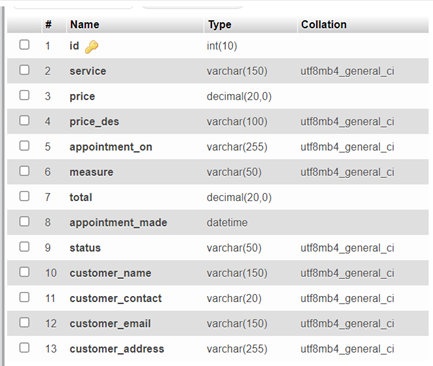 # Name Type Collation
1 id int(10)
2 service varchar(150) utf8mb4_general_ci
3 price decimal(20,0)
4 price_des varchar(100) utf8mb4_general_ci
5 appointment_on varchar(255) utf8mb4_general_ci
6 measure varchar(50) utf8mb4_general_ci
7 total decimal(20,0)
8 appointment_made datetime
9 status varchar(50) utf8mb4_general_ci
10 customer_name varchar(150) utf8mb4_general_ci
11 customer_contact varchar(20) utf8mb4_general_ci
12 customer_email varchar(150) utf8mb4_general_ci
13 customer_address varchar(255) utf8mb4_general_ci